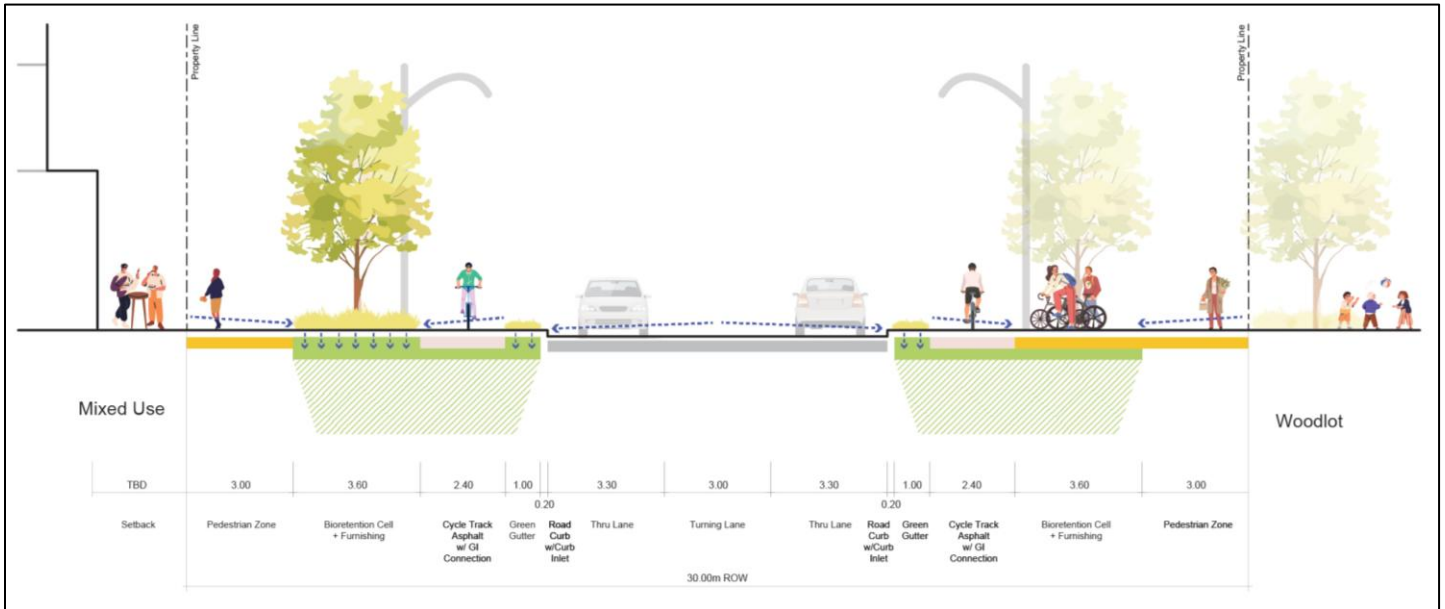 Property Line
Property Line
Mixed Use
Woodlot
TBD
3.00
3.60
2.40
1.00
0.20
3.30
3.00
3.30
0.20
1.00
2.40
3.60
3.00
Setback
Pedestrian Zone
Bioretention Cell
+ Furnishing
Cycle Track
Asphalt
w/ GI
Connection
Green
Gutter
Road
Curb
w/Curb
Inlet
Thru Lane
Turning Lane
Thru Lane
Road
Curb
w/Curb
Inlet
Green
Gutter
Cycle Track
Asphalt
w/ GI
Connection
Bioretention Cell
+ Furnishing
Pedestrian Zone
30.00m ROW